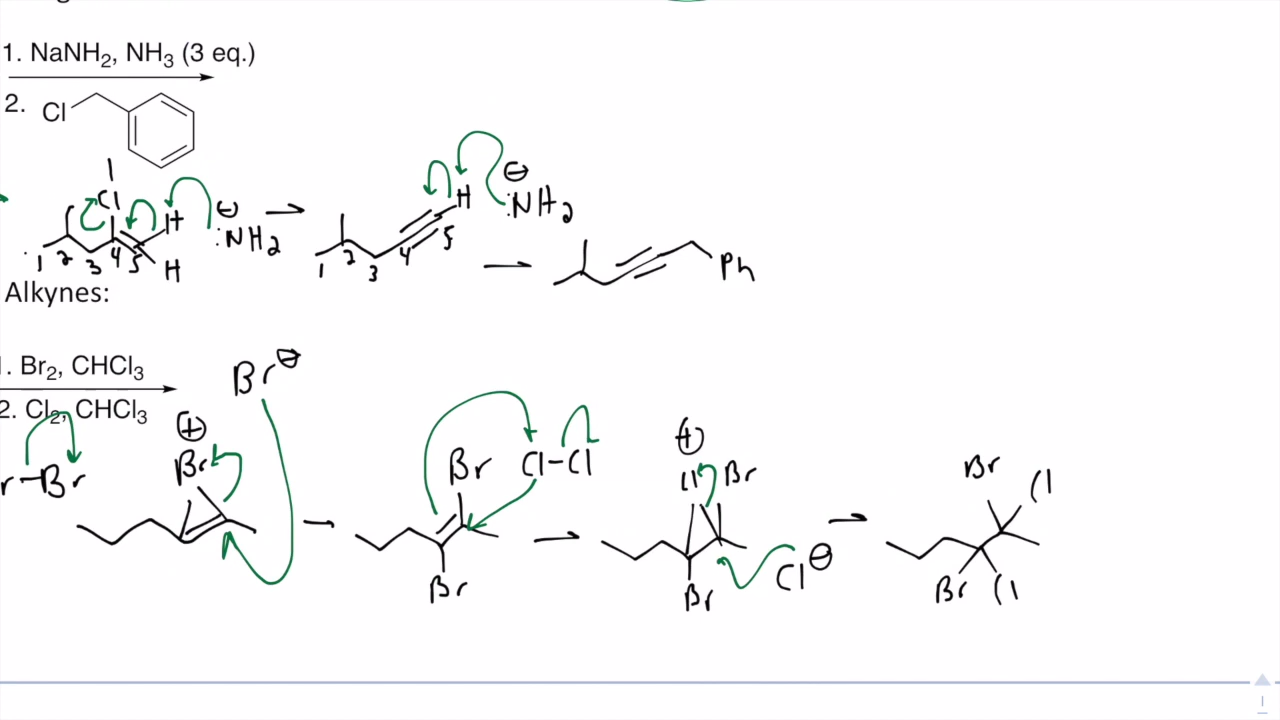 1. NaNH₂, NH₃ (3 eq.)
2. Cl
Cl H ⊖ :NH₂
1 2 3 4 5 H
H ⊖ :NH₂
1 2 3 4 5
Ph
Alkynes:
. Br₂, CHCl₃
2. Cl₂, CHCl₃
Br⊖
r-Br
⊕
Br
Br Cl-Cl
Br
⊕
Cl Br
Br Cl⊖
Br Cl
Br Cl